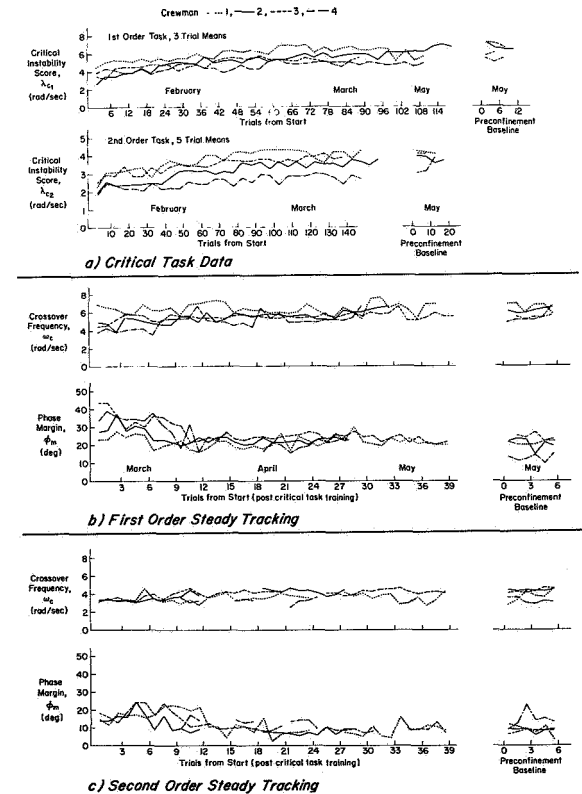 Crewman ---- 1, —— 2, ----- 3, — — 4
1st Order Task, 3 Trial Means
Critical
Instability
Score,
λc1
(rad/sec)
8
6
4
2
0
February
March
May
6 12 18 24 30 36 42 48 54 60 66 72 78 84 90 96 102 108 114
0 6 12
Trials from Start
Preconfinement
Baseline
2nd Order Task, 5 Trial Means
Critical
Instability
Score,
λc2
(rad/sec)
5
4
3
2
1
0
February
March
May
10 20 30 40 50 60 70 80 90 100 110 120 130 140
0 10 20
Trials from Start
Preconfinement
Baseline
a) Critical Task Data
Crossover
Frequency, ωc
(rad/sec)
8
6
4
2
0
Phase
Margin,
φm
(deg)
50
40
30
20
10
0
March
April
May
May
3 6 9 12 15 18 21 24 27 30 33 36 39
0 3 6
Trials from Start (post critical task training)
Preconfinement
Baseline
b) First Order Steady Tracking
Crossover
Frequency,
ωc
(rad/sec)
8
6
4
2
0
Phase
Margin,
φm
(deg)
50
40
30
20
10
0
3 6 9 12 15 18 21 24 27 30 33 36 39
0 3 6
Trials from Start (post critical task training)
Preconfinement
Baseline
c) Second Order Steady Tracking